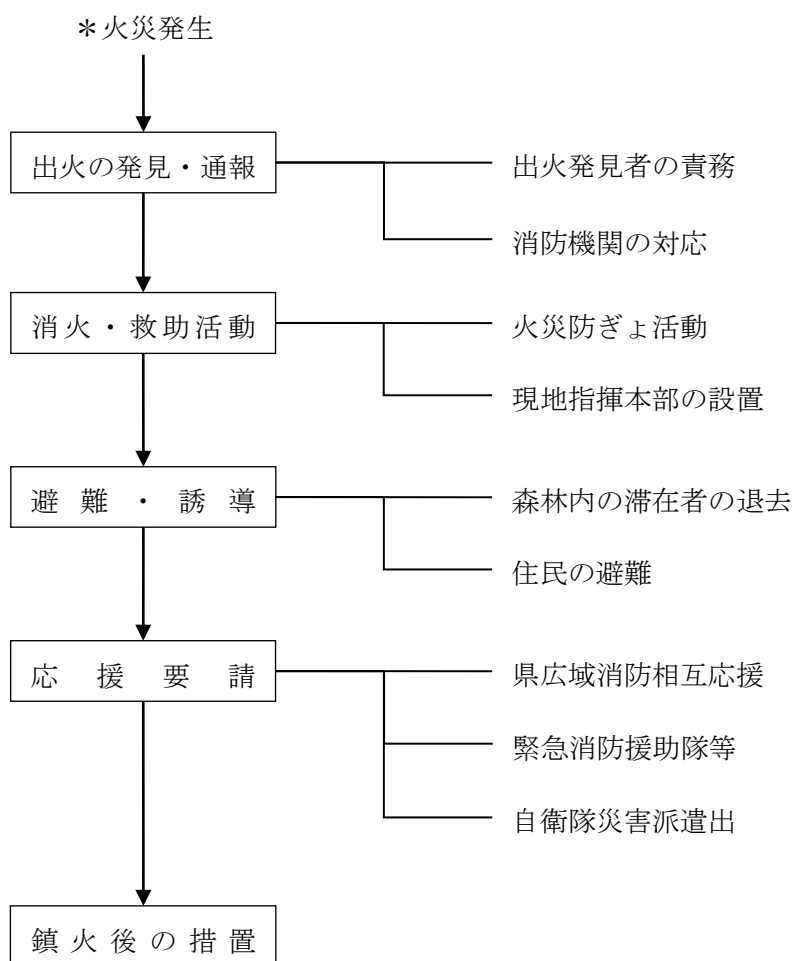 ＊火災発生
出火の発見・通報
出火発見者の責務
消防機関の対応
消火・救助活動
火災防ぎょ活動
現地指揮本部の設置
避難・誘導
森林内の滞在者の退去
住民の避難
応援要請
県広域消防相互応援
緊急消防援助隊等
自衛隊災害派遣出
鎮火後の措置